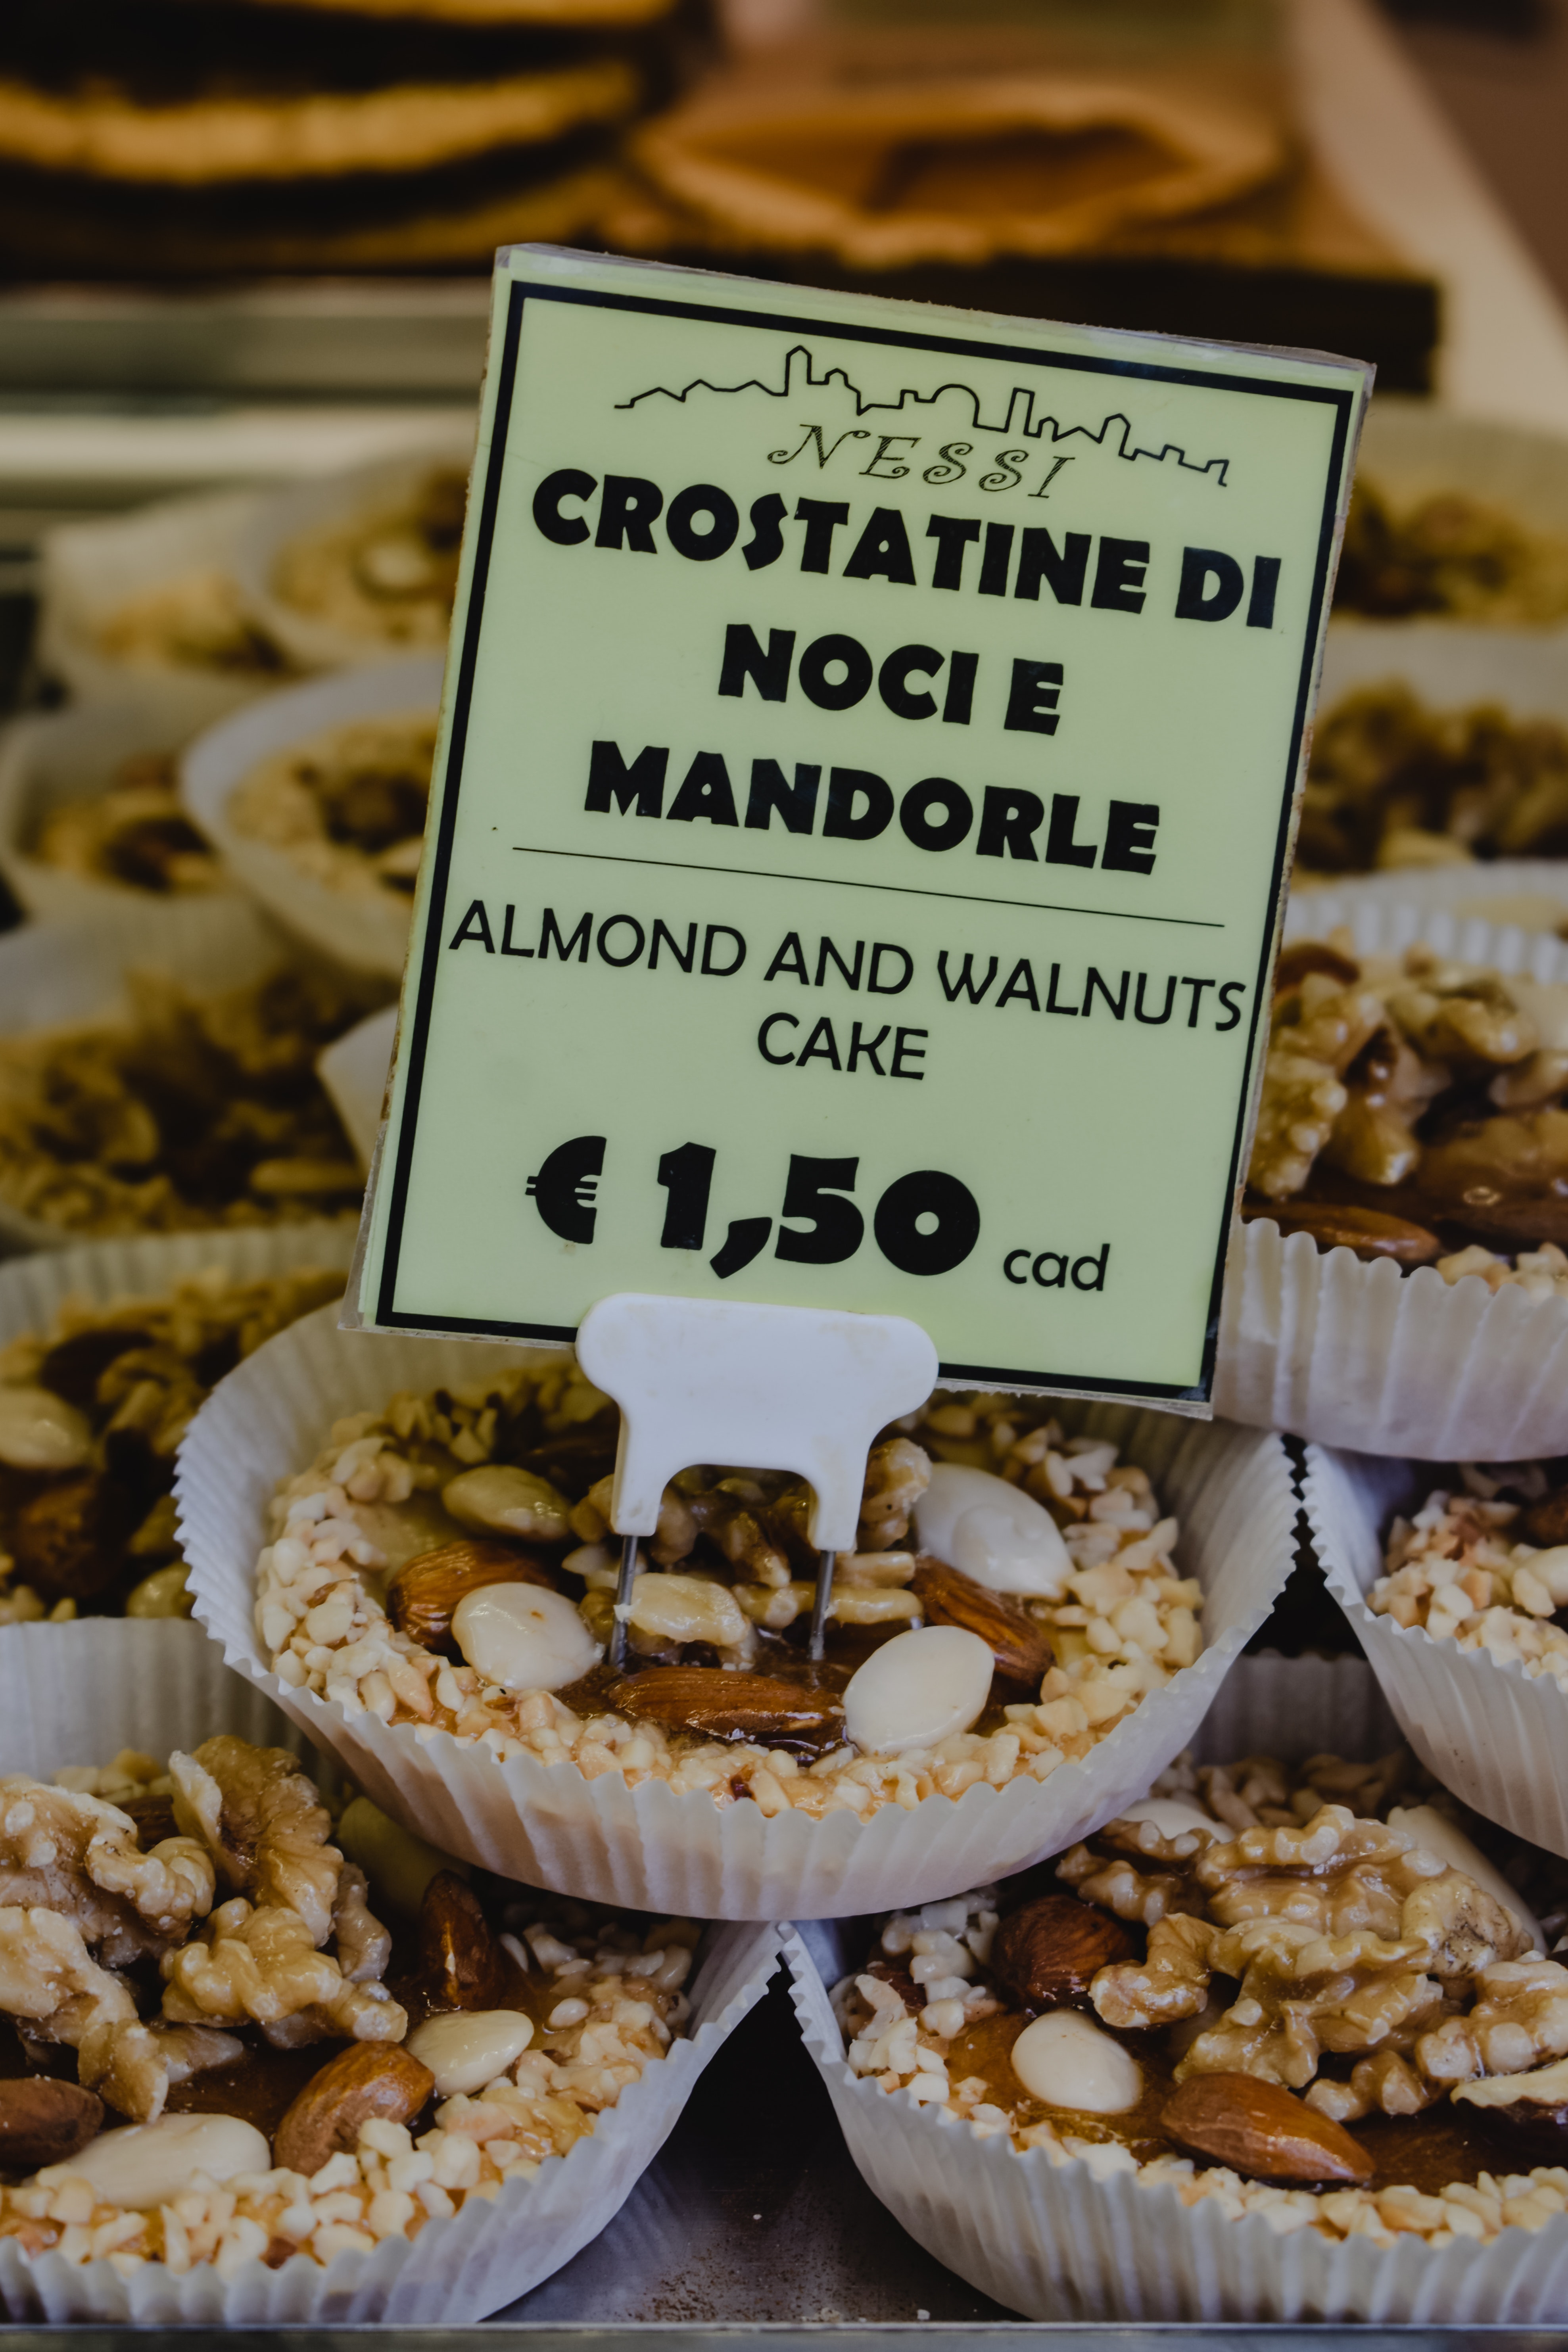 NESSI
CROSTATINE DI
NOCI E
MANDORLE
ALMOND AND WALNUTS
CAKE
€ 1,50 cad